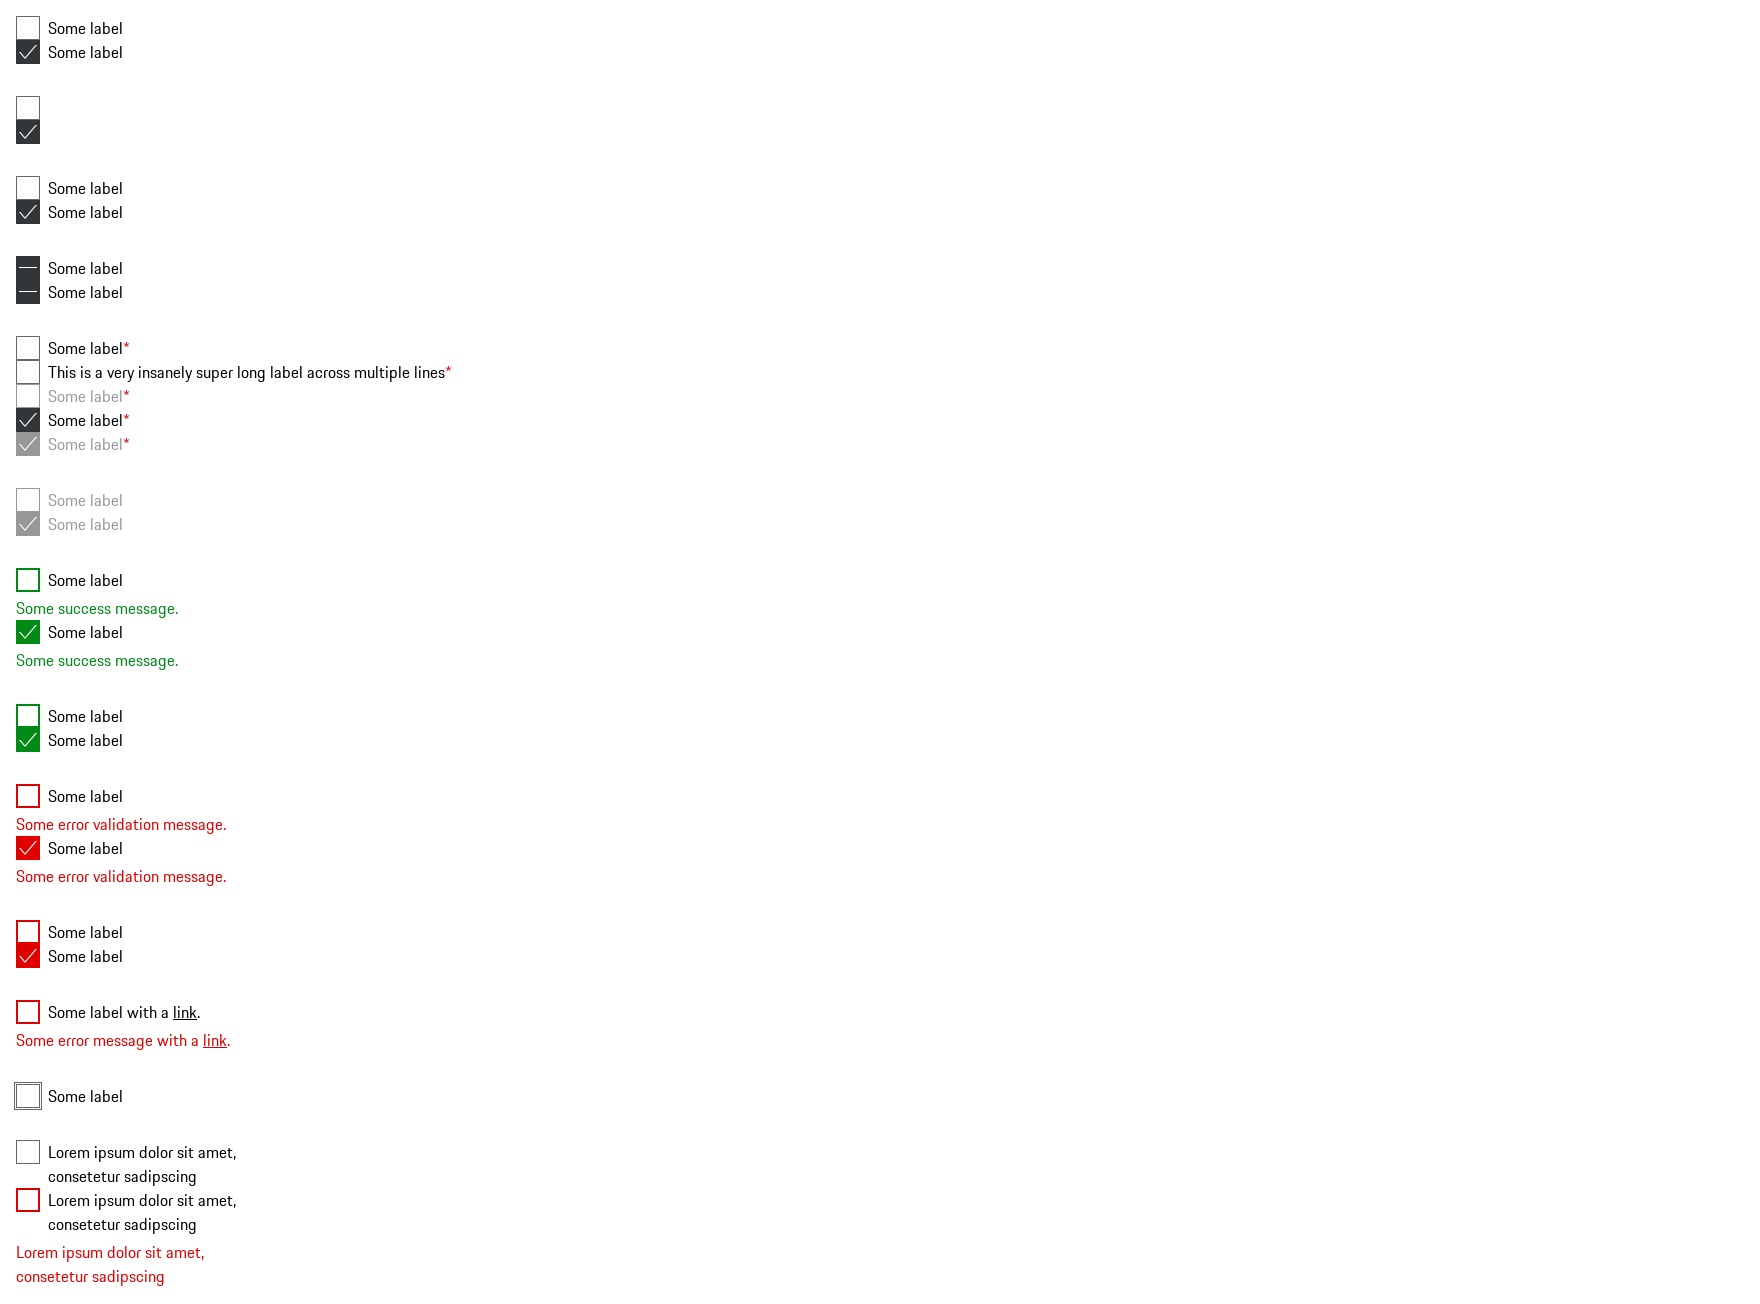 Some label
Some label
Some label
Some label
Some label
Some label
Some label*
This is a very insanely super long label across multiple lines*
Some label*
Some label*
Some label*
Some label
Some label
Some label
Some success message.
Some label
Some success message.
Some label
Some label
Some label
Some error validation message.
Some label
Some error validation message.
Some label
Some label
Some label with a link.
Some error message with a link.
Some label
Lorem ipsum dolor sit amet,
consetetur sadipscing
Lorem ipsum dolor sit amet,
consetetur sadipscing
Lorem ipsum dolor sit amet,
consetetur sadipscing